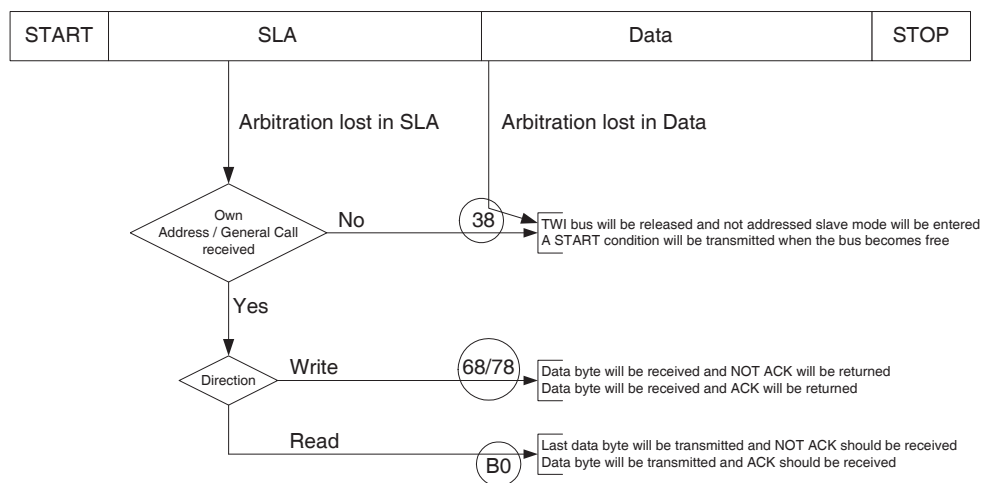 START SLA Data STOP
Arbitration lost in SLA Arbitration lost in Data
Own
Address / General Call
received
No
38
TWI bus will be released and not addressed slave mode will be entered
A START condition will be transmitted when the bus becomes free
Yes
Direction
Write
68/78
Data byte will be received and NOT ACK will be returned
Data byte will be received and ACK will be returned
Read
B0
Last data byte will be transmitted and NOT ACK should be received
Data byte will be transmitted and ACK should be received